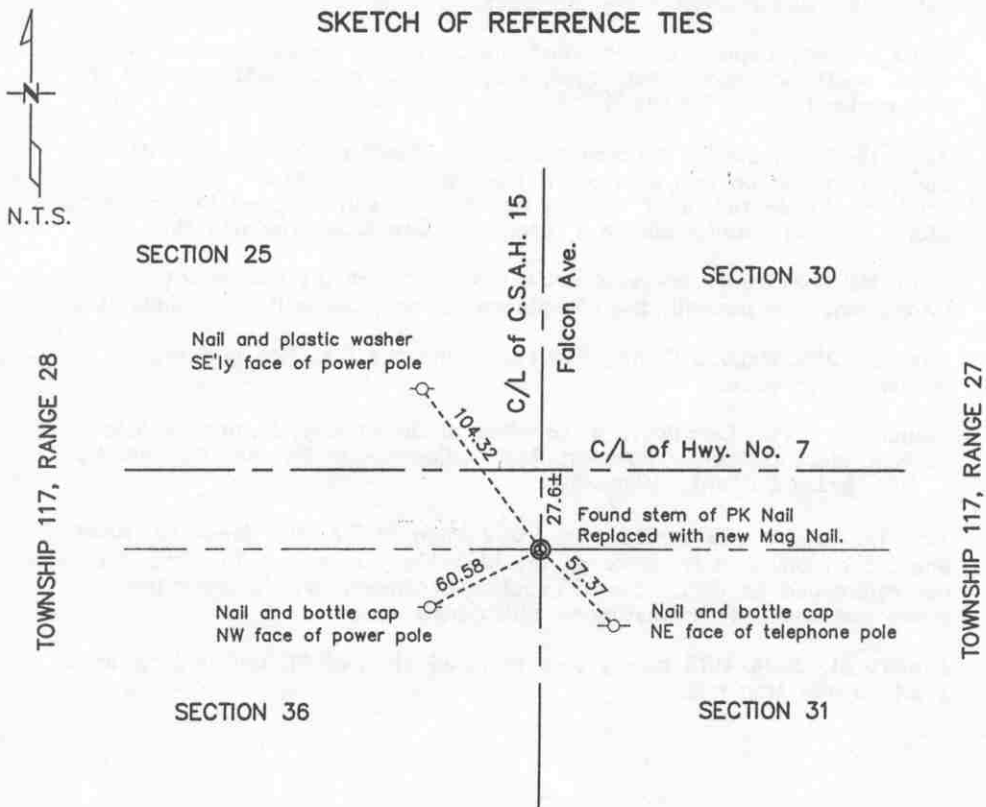 SKETCH OF REFERENCE TIES
N
N.T.S.
SECTION 25
C/L of C.S.A.H. 15
Falcon Ave.
SECTION 30
Nail and plastic washer
SE'ly face of power pole
TOWNSHIP 117, RANGE 28
104.32
C/L of Hwy. No. 7
27.6±
TOWNSHIP 117, RANGE 27
Found stem of PK Nail
Replaced with new Mag Nail.
60.58
57.37
Nail and bottle cap
NW face of power pole
Nail and bottle cap
NE face of telephone pole
SECTION 36
SECTION 31